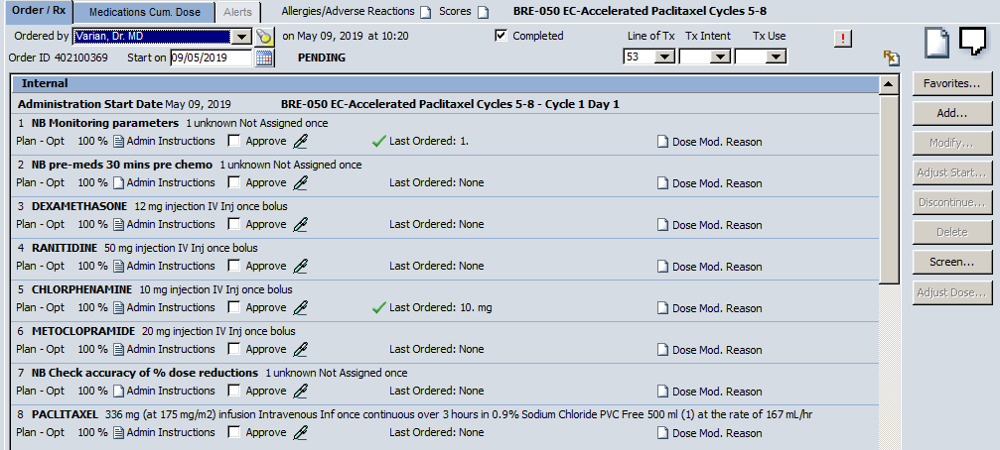 Order / Rx Medications Cum. Dose Alerts Allergies/Adverse Reactions Scores BRE-050 EC-Accelerated Paclitaxel Cycles 5-8
Ordered by Varian, Dr. MD on May 09, 2019 at 10:20 Completed Line of Tx Tx Intent Tx Use
Order ID 402100369 Start on 09/05/2019 PENDING 53
Internal
Administration Start Date May 09, 2019 BRE-050 EC-Accelerated Paclitaxel Cycles 5-8 - Cycle 1 Day 1
1 NB Monitoring parameters 1 unknown Not Assigned once
Plan - Opt 100 % Admin Instructions Approve Last Ordered: 1. Dose Mod. Reason
2 NB pre-meds 30 mins pre chemo 1 unknown Not Assigned once
Plan - Opt 100 % Admin Instructions Approve Last Ordered: None Dose Mod. Reason
3 DEXAMETHASONE 12 mg injection IV Inj once bolus
Plan - Opt 100 % Admin Instructions Approve Last Ordered: None Dose Mod. Reason
4 RANITIDINE 50 mg injection IV Inj once bolus
Plan - Opt 100 % Admin Instructions Approve Last Ordered: None Dose Mod. Reason
5 CHLORPHENAMINE 10 mg injection IV Inj once bolus
Plan - Opt 100 % Admin Instructions Approve Last Ordered: 10. mg Dose Mod. Reason
6 METOCLOPRAMIDE 20 mg injection IV Inj once bolus
Plan - Opt 100 % Admin Instructions Approve Last Ordered: None Dose Mod. Reason
7 NB Check accuracy of % dose reductions 1 unknown Not Assigned once
Plan - Opt 100 % Admin Instructions Approve Last Ordered: None Dose Mod. Reason
8 PACLITAXEL 336 mg (at 175 mg/m2) infusion Intravenous Inf once continuous over 3 hours in 0.9% Sodium Chloride PVC Free 500 ml (1) at the rate of 167 mL/hr
Plan - Opt 100 % Admin Instructions Approve Last Ordered: None Dose Mod. Reason
Favorites...
Add...
Modify...
Adjust Start...
Discontinue...
Delete
Screen...
Adjust Dose...